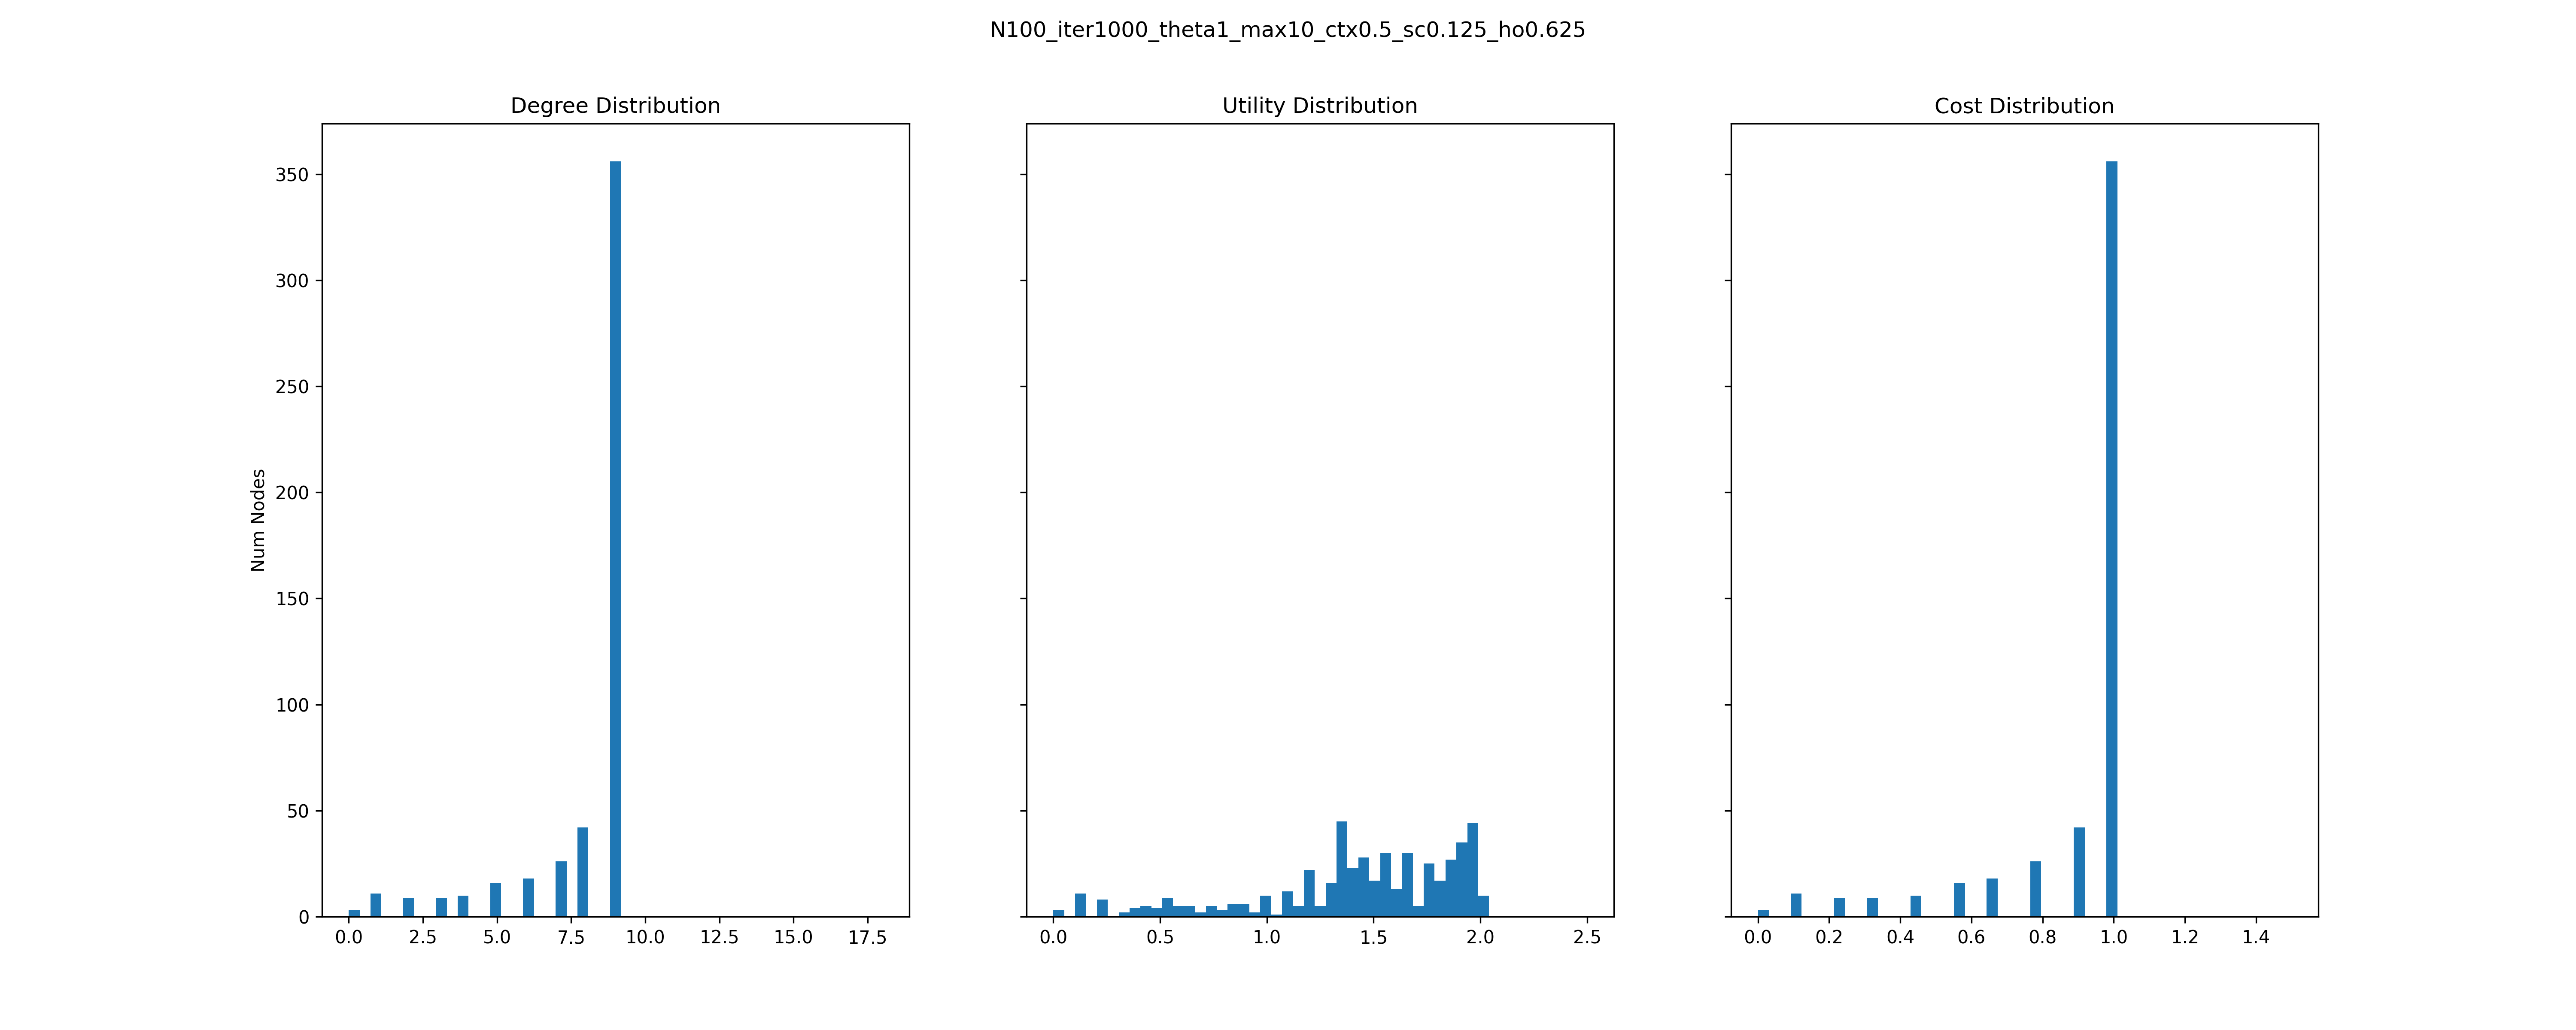 N100_iter1000_theta1_max10_ctx0.5_sc0.125_ho0.625
Degree Distribution
Utility Distribution
Cost Distribution
Num Nodes
350
300
250
200
150
100
50
0
0.0 2.5 5.0 7.5 10.0 12.5 15.0 17.5
0.0 0.5 1.0 1.5 2.0 2.5
0.0 0.2 0.4 0.6 0.8 1.0 1.2 1.4